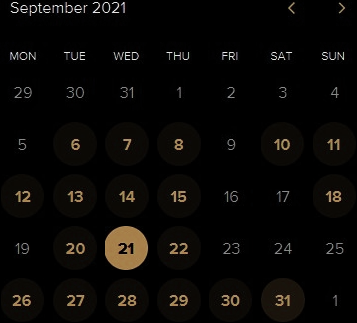 September 2021
MON TUE WED THU FRI SAT SUN
29 30 31 1 2 3 4
5 6 7 8 9 10 11
12 13 14 15 16 17 18
19 20 21 22 23 24 25
26 27 28 29 30 31 1